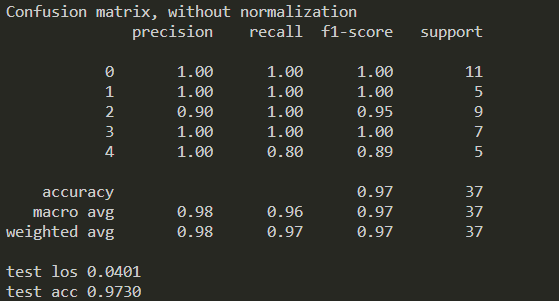 Confusion matrix, without normalization
precision recall f1-score support
0 1.00 1.00 1.00 11
1 1.00 1.00 1.00 5
2 0.90 1.00 0.95 9
3 1.00 1.00 1.00 7
4 1.00 0.80 0.89 5
accuracy 0.97 37
macro avg 0.98 0.96 0.97 37
weighted avg 0.98 0.97 0.97 37
test los 0.0401
test acc 0.9730